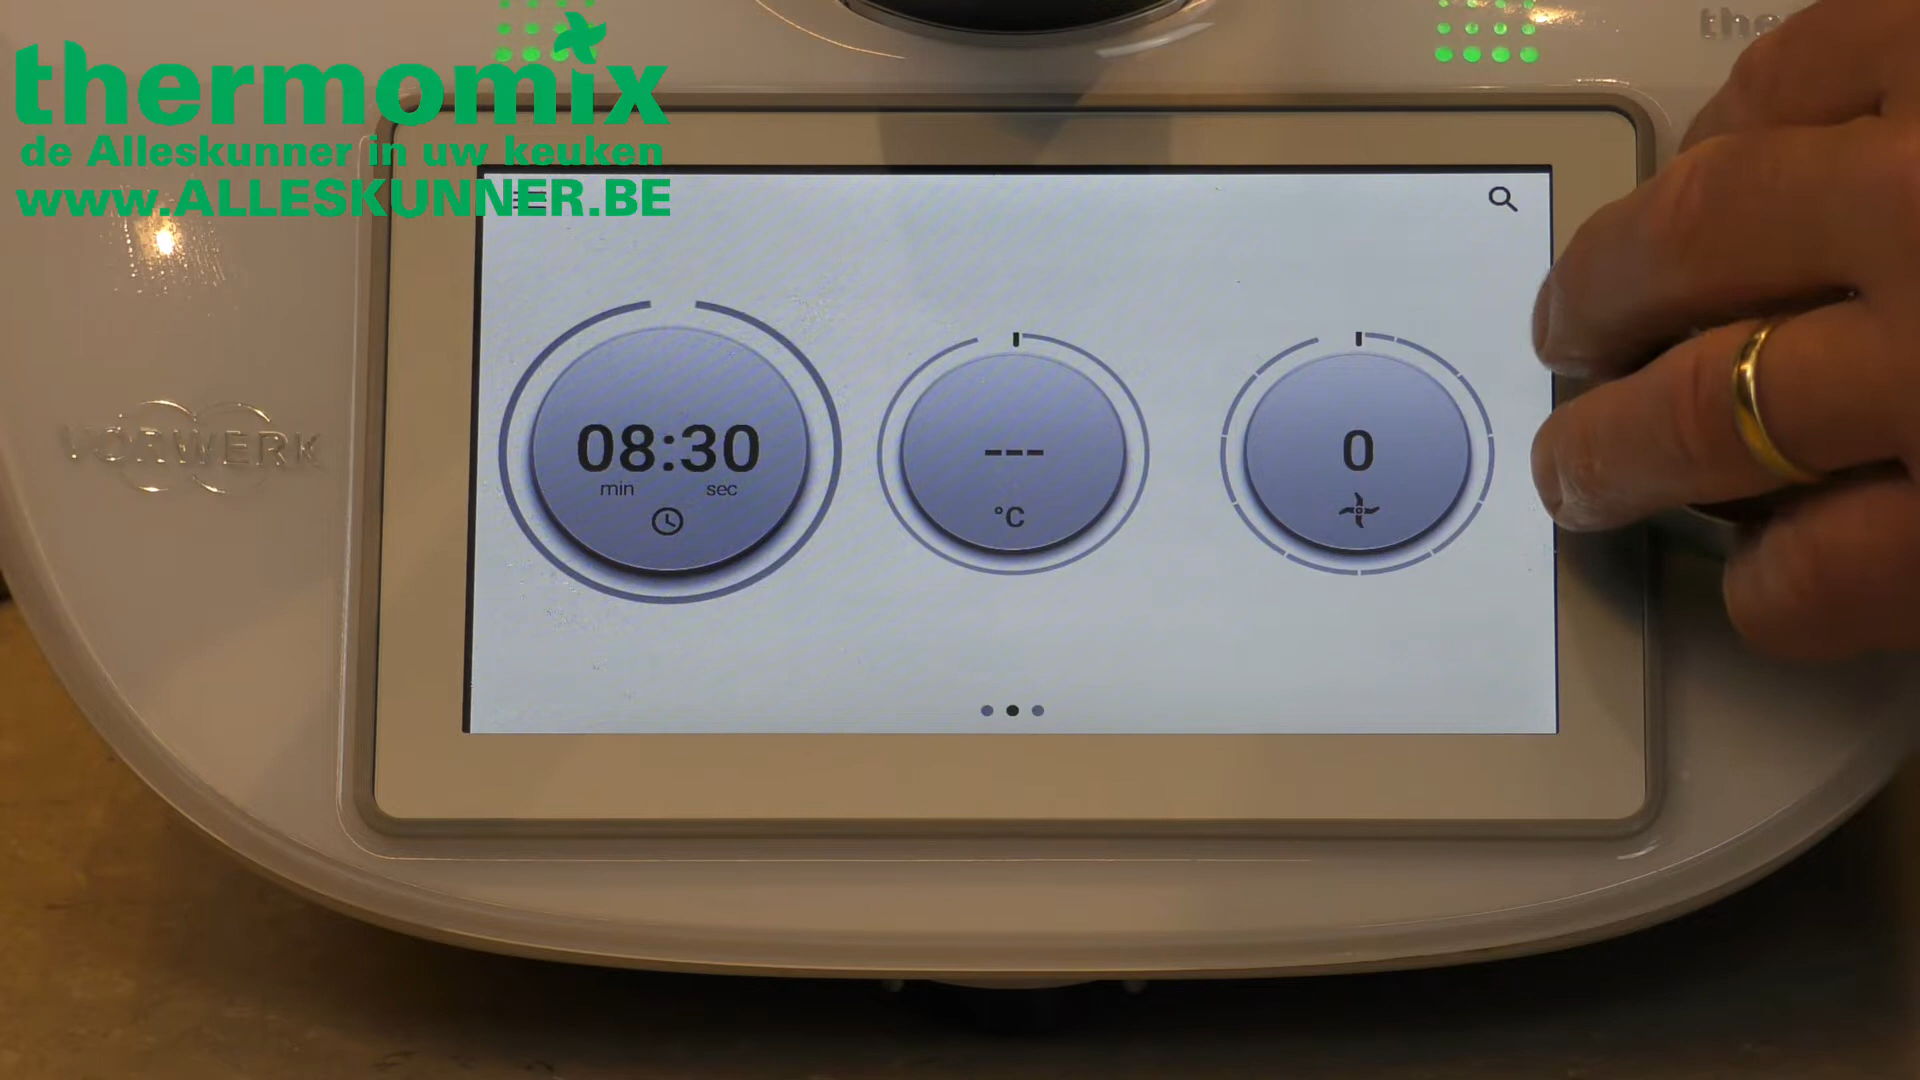 thermomix
de Alleskunner in uw keuken
www.ALLESKUNNER.BE
VORWERK
08:30
min sec
---
°C
0